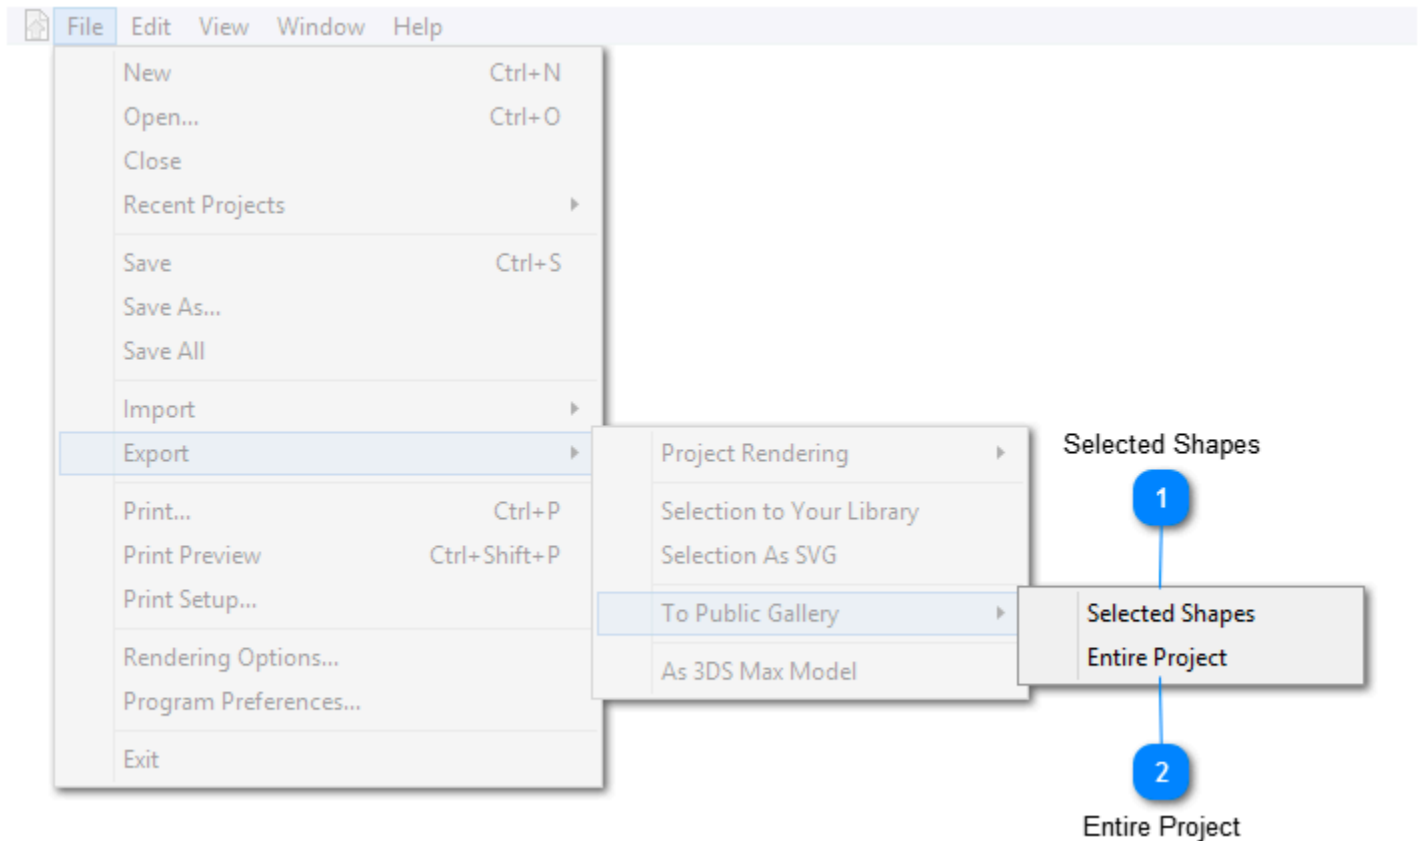 File Edit View Window Help
New Ctrl+N
Open... Ctrl+O
Close
Recent Projects
Save Ctrl+S
Save As...
Save All
Import
Export
Print... Ctrl+P
Print Preview Ctrl+Shift+P
Print Setup...
Rendering Options...
Program Preferences...
Exit
Project Rendering
Selection to Your Library
Selection As SVG
To Public Gallery
As 3DS Max Model
Selected Shapes
1
Selected Shapes
Entire Project
2
Entire Project